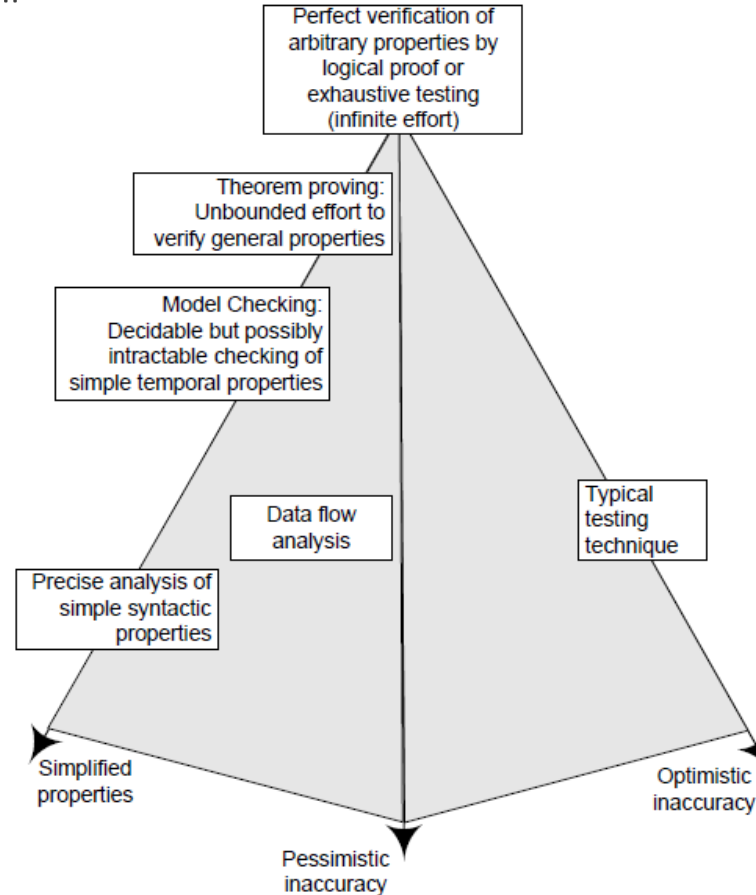 Perfect verification of
arbitrary properties by
logical proof or
exhaustive testing
(infinite effort)
Theorem proving:
Unbounded effort to
verify general properties
Model Checking:
Decidable but possibly
intractable checking of
simple temporal properties
Data flow
analysis
Typical
testing
technique
Precise analysis of
simple syntactic
properties
Simplified
properties
Optimistic
inaccuracy
Pessimistic
inaccuracy